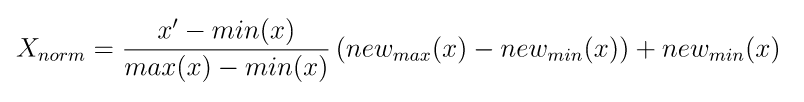 X_{norm} = \frac{x' - min(x)}{max(x) - min(x)} (new_{max}(x) - new_{min}(x)) + new_{min}(x)